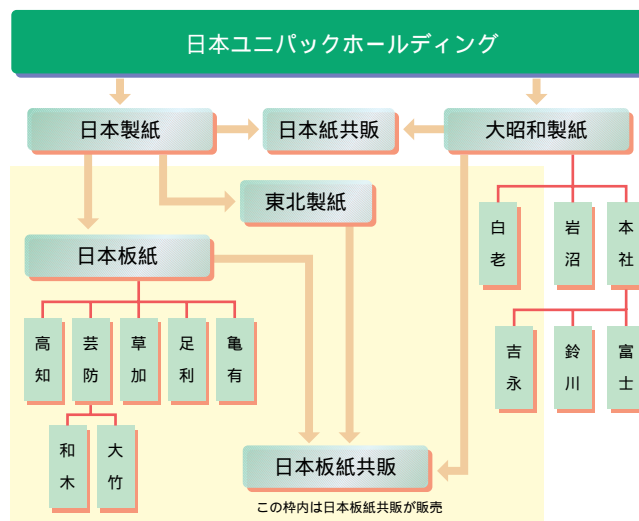 日本ユニパックホールディング
日本製紙
日本紙共販
大昭和製紙
東北製紙
白老
岩沼
本社
日本板紙
高知
芸防
草加
足利
亀有
吉永
鈴川
富士
和木
大竹
日本板紙共販
この枠内は日本板紙共販が販売